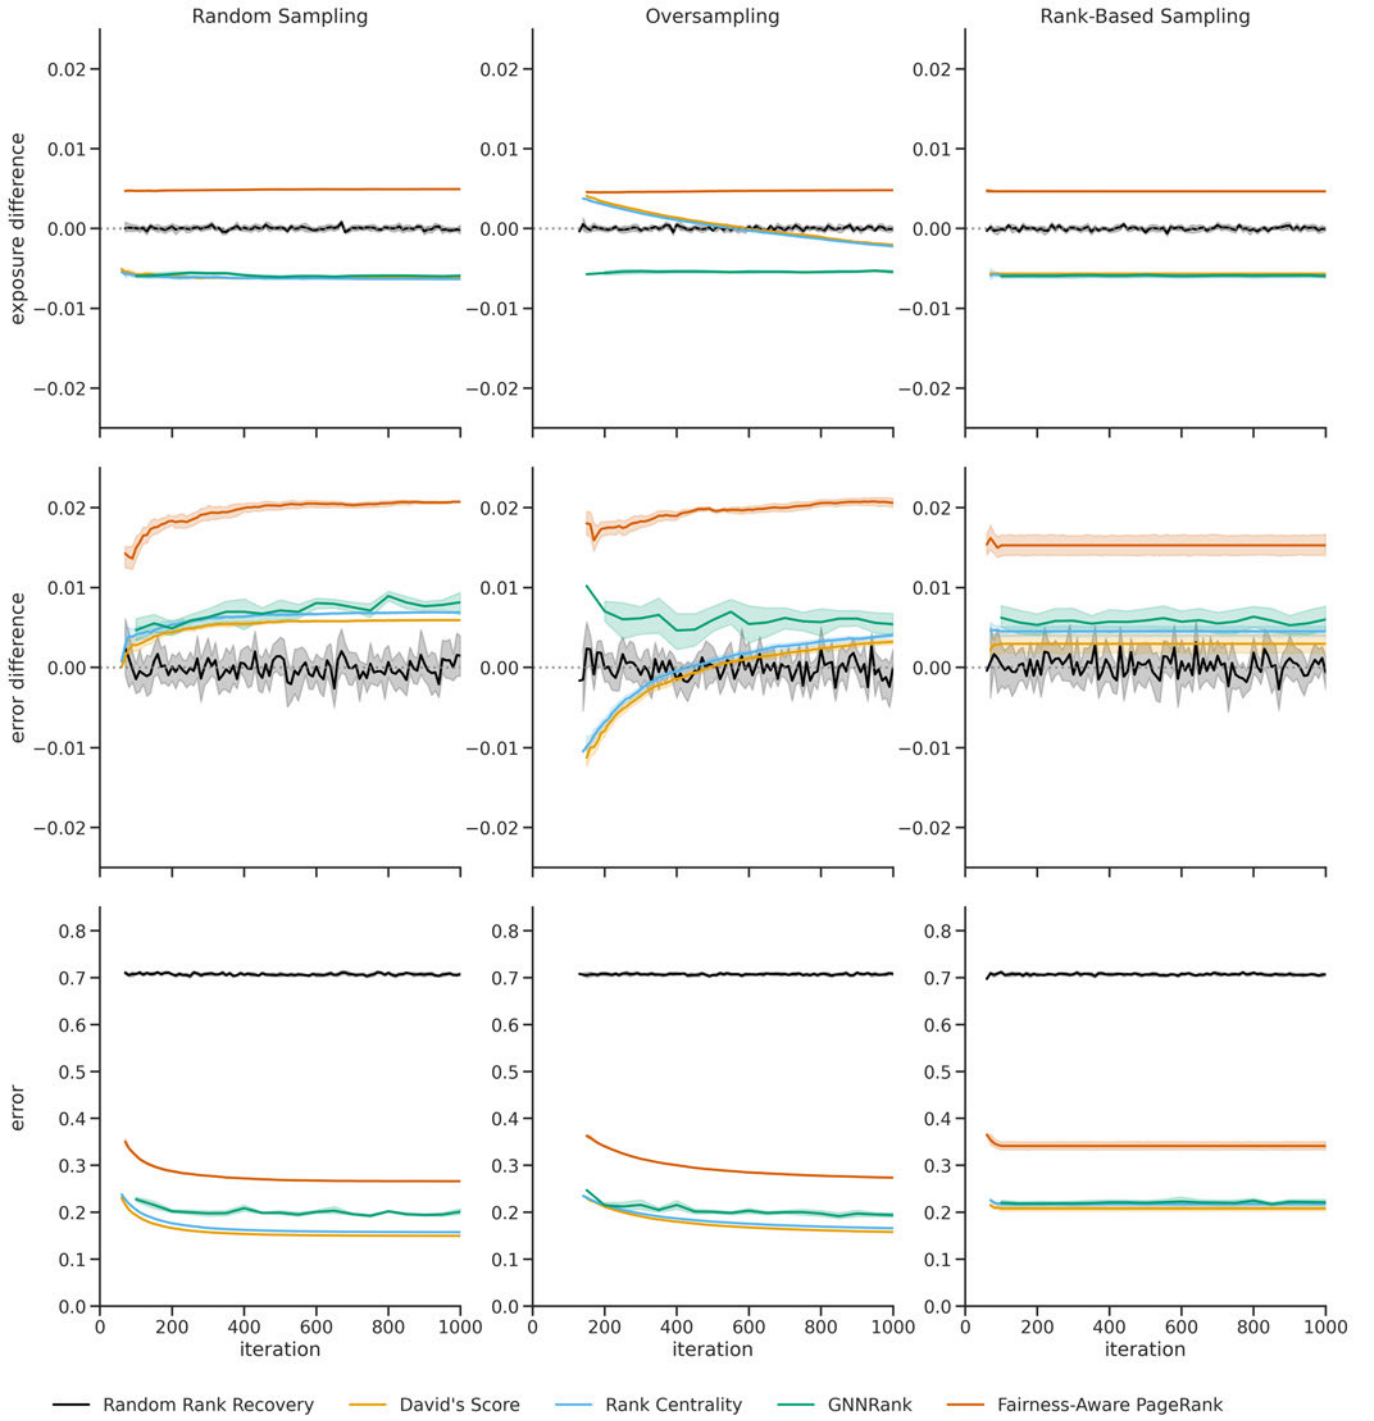 Random Sampling Oversampling Rank-Based Sampling
exposure difference
0.02 0.02 0.02
0.01 0.01 0.01
0.00 0.00 0.00
−0.01 −0.01 −0.01
−0.02 −0.02 −0.02
error difference
0.02 0.02 0.02
0.01 0.01 0.01
0.00 0.00 0.00
−0.01 −0.01 −0.01
−0.02 −0.02 −0.02
error
0.8 0.8 0.8
0.7 0.7 0.7
0.6 0.6 0.6
0.5 0.5 0.5
0.4 0.4 0.4
0.3 0.3 0.3
0.2 0.2 0.2
0.1 0.1 0.1
0.0 0.0 0.0
0 200 400 600 800 1000 0 200 400 600 800 1000 0 200 400 600 800 1000
iteration iteration iteration
Random Rank Recovery David's Score Rank Centrality GNNRank Fairness-Aware PageRank